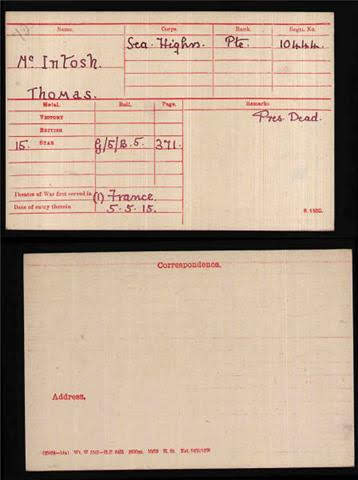 Name. Corps. Rank. Regtl. No.
Mc Intosh. Sea. Highrs. Pte. 10444.
Thomas.
Medal. Roll. Page. Remarks.
VICTORY Pres Dead.
BRITISH
15. STAR G/5/B.5. 271.
Theatre of War first served in (1) France.
Date of entry therein 5.5.15.
Correspondence.
Address.